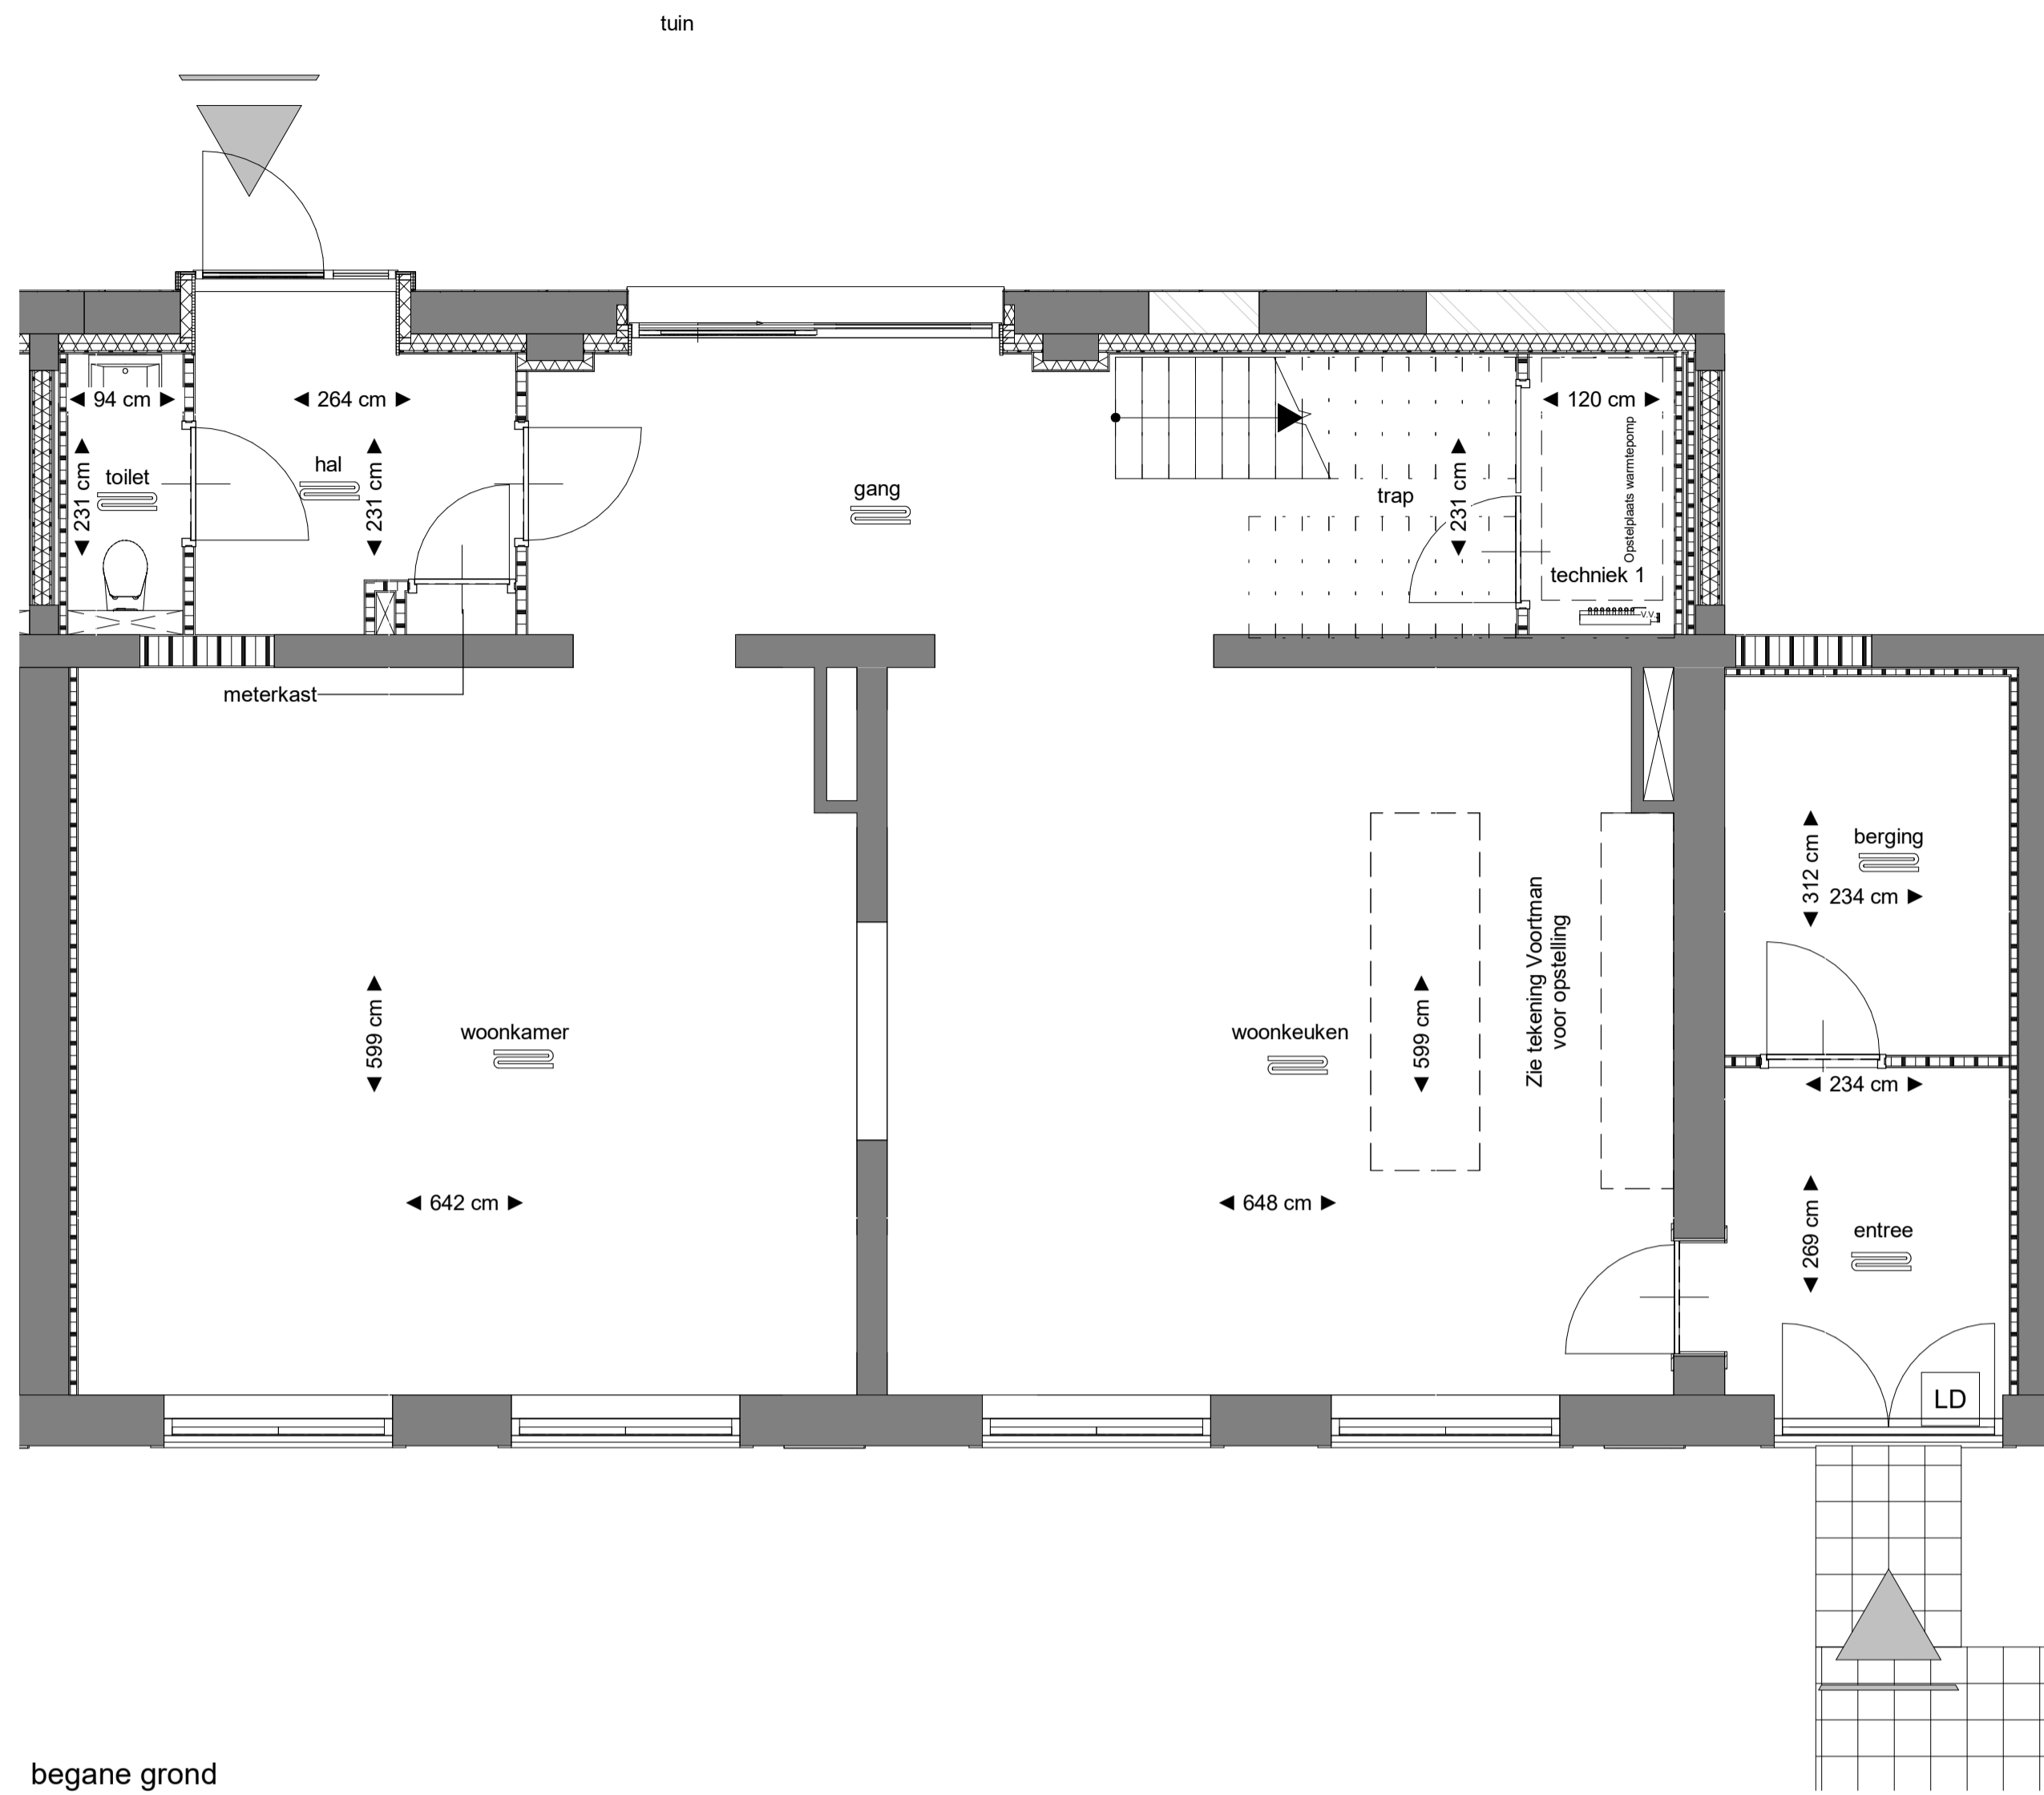 tuin
94 cm
264 cm
120 cm
231 cm
toilet
hal
231 cm
gang
trap
231 cm
Opstelplaats warmtepomp
techniek 1
V.V.
meterkast
berging
312 cm
234 cm
woonkamer
599 cm
woonkeuken
599 cm
Zie tekening Voortman
voor opstelling
234 cm
642 cm
648 cm
entree
269 cm
LD
begane grond